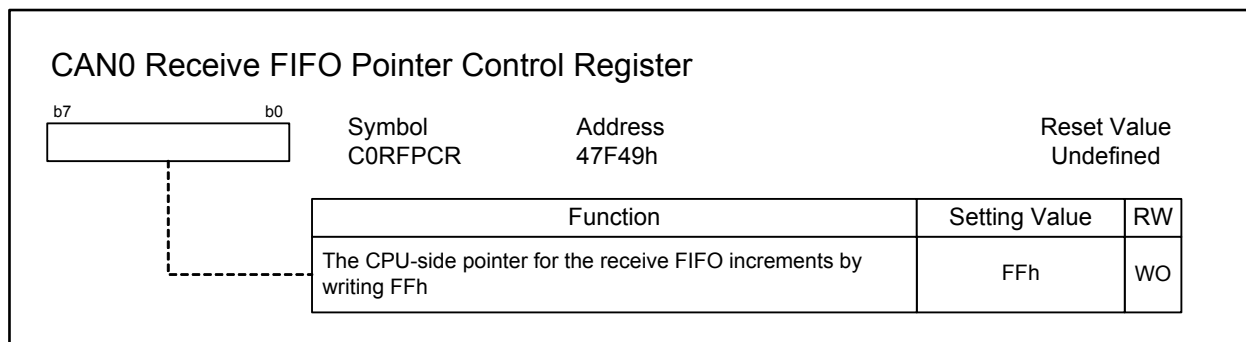 CAN0 Receive FIFO Pointer Control Register
b7 b0
Symbol Address Reset Value
C0RFPCR 47F49h Undefined
Function Setting Value RW
The CPU-side pointer for the receive FIFO increments by
writing FFh
FFh WO